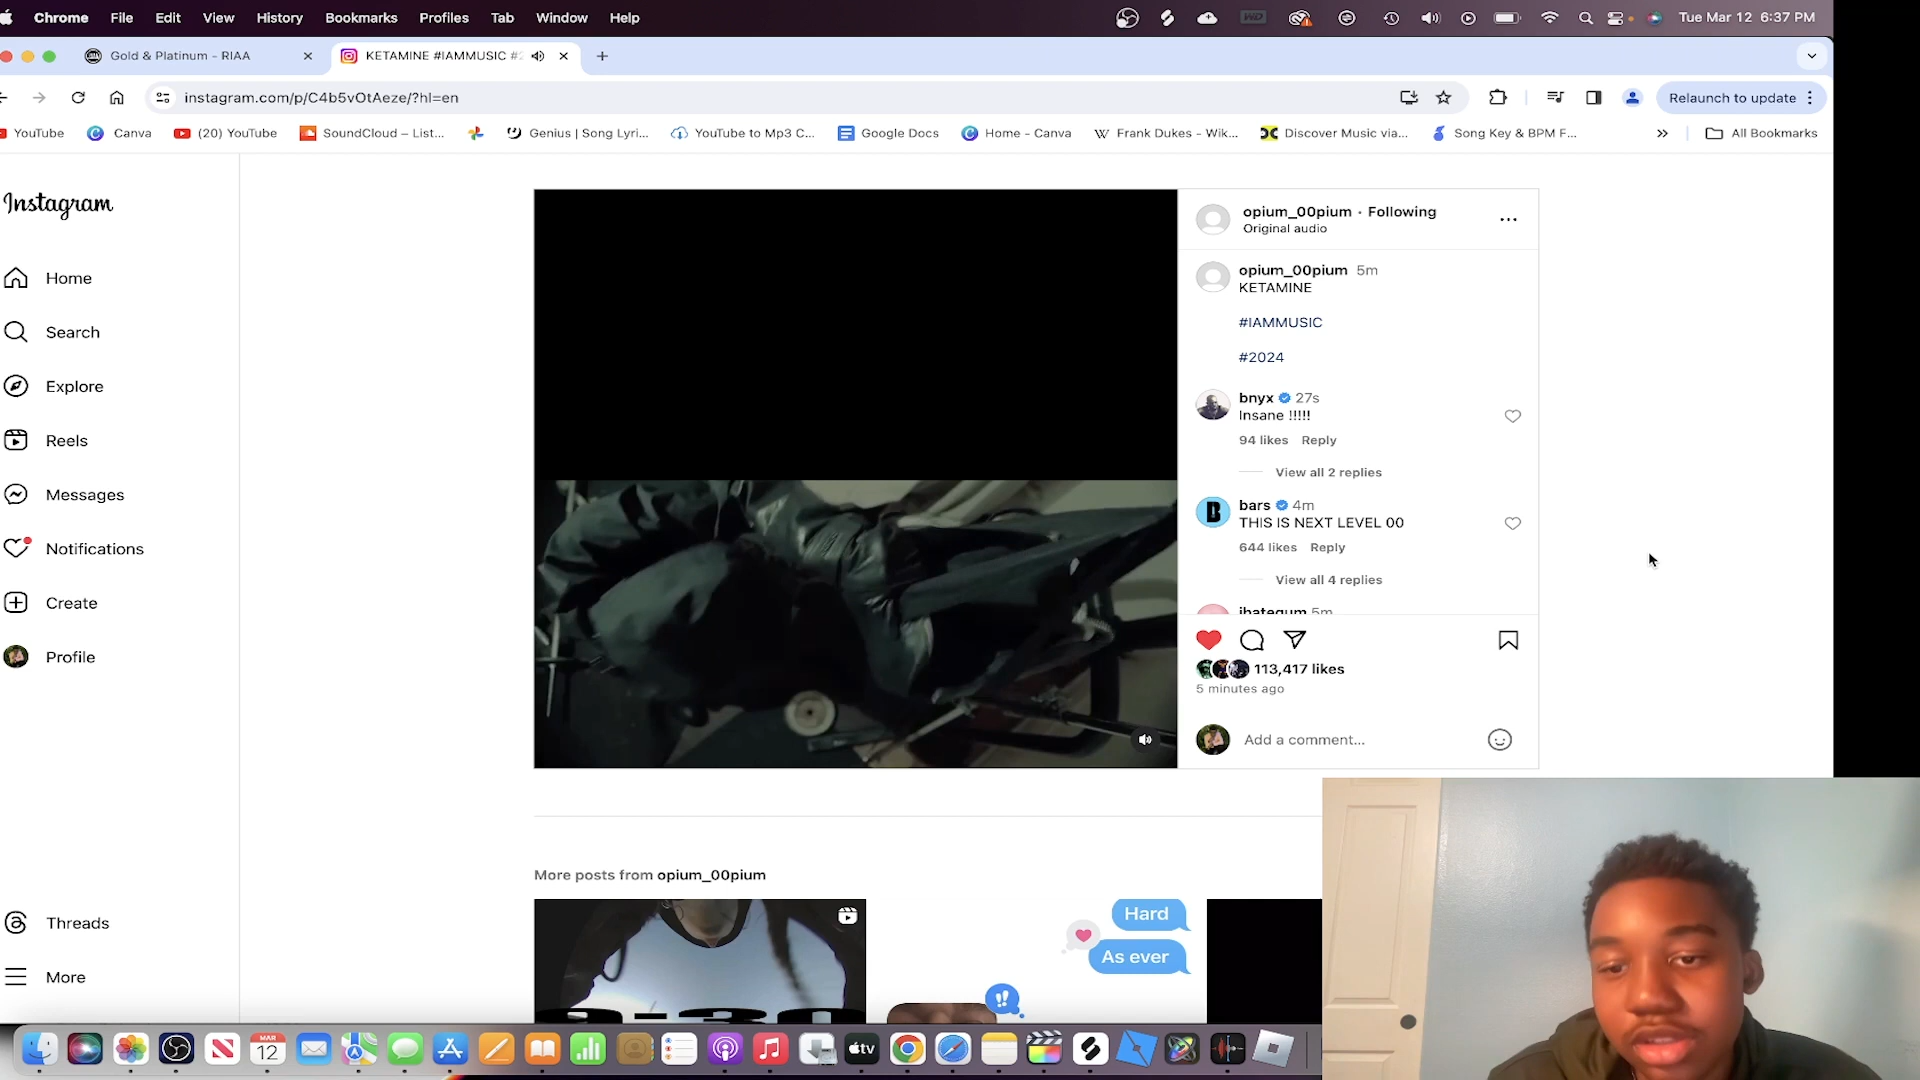 Chrome File Edit View History Bookmarks Profiles Tab Window Help
Tue Mar 12 6:37 PM
Gold & Platinum - RIAA
KETAMINE #IAMMUSIC #
instagram.com/p/C4b5vOtAeze/?hl=en
Relaunch to update
YouTube Canva (20) YouTube SoundCloud – List... Genius | Song Lyri... YouTube to Mp3 C... Google Docs Home - Canva Frank Dukes - Wik... Discover Music via... Song Key & BPM F... » All Bookmarks
Instagram
Home
Search
Explore
Reels
Messages
Notifications
Create
Profile
Threads
More
opium_00pium • Following
Original audio
opium_00pium 5m
KETAMINE
#IAMMUSIC
#2024
bnyx 27s
Insane !!!!!
94 likes Reply
View all 2 replies
bars 4m
THIS IS NEXT LEVEL 00
644 likes Reply
View all 4 replies
ihategum 5m
113,417 likes
5 minutes ago
Add a comment...
More posts from opium_00pium
Hard
As ever
MAR
12
tv